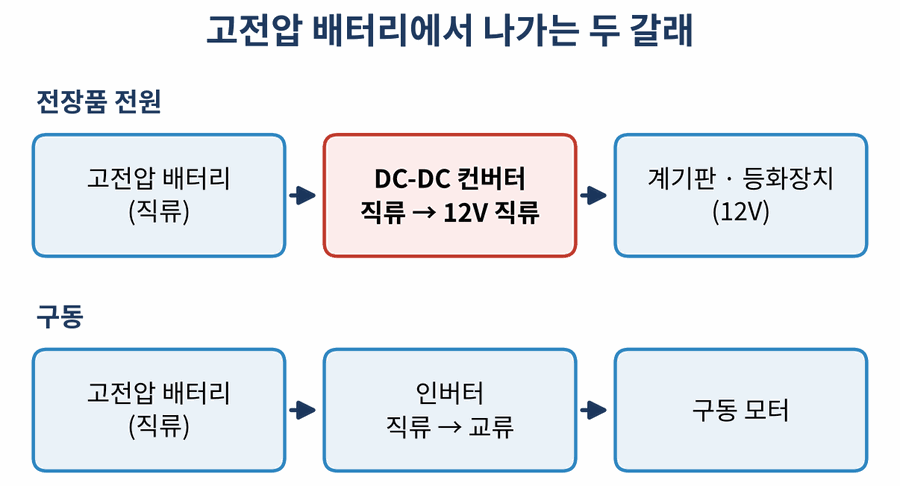 고전압 배터리에서 나가는 두 갈래
전장품 전원
고전압 배터리
(직류)
DC-DC 컨버터
직류 → 12V 직류
계기판 · 등화장치
(12V)
구동
고전압 배터리
(직류)
인버터
직류 → 교류
구동 모터